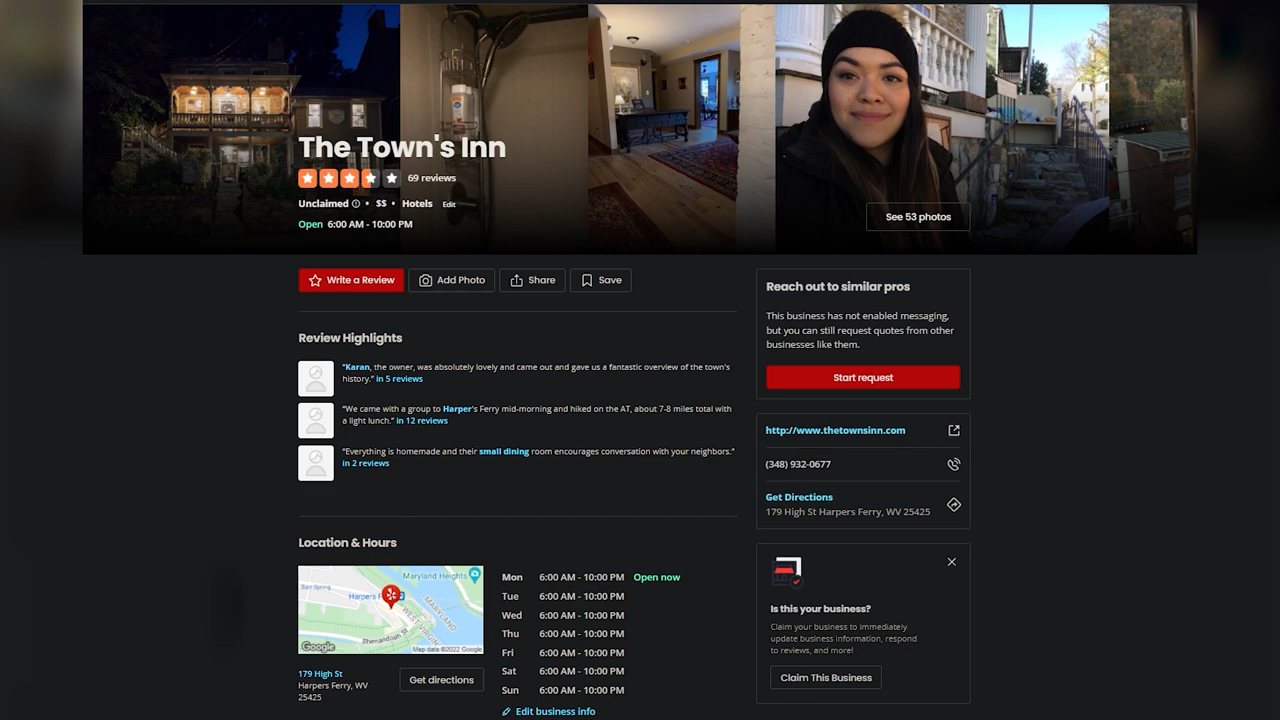 The Town's Inn
69 reviews
Unclaimed • $$ • Hotels Edit
Open 6:00 AM - 10:00 PM
See 53 photos
Write a Review
Add Photo
Share
Save
Review Highlights
"Karan, the owner, was absolutely lovely and came out and gave us a fantastic overview of the town's
history." in 5 reviews
"We came with a group to Harper's Ferry mid-morning and hiked on the AT, about 7-8 miles total with
a light lunch." in 12 reviews
"Everything is homemade and their small dining room encourages conversation with your neighbors."
in 2 reviews
Location & Hours
Maryland Heights
Harpers F
MARYLAND
WEST VIRGIN
Shenandoah St
Google
Map data ©2022 Google
179 High St
Harpers Ferry, WV
25425
Get directions
Mon 6:00 AM - 10:00 PM Open now
Tue 6:00 AM - 10:00 PM
Wed 6:00 AM - 10:00 PM
Thu 6:00 AM - 10:00 PM
Fri 6:00 AM - 10:00 PM
Sat 6:00 AM - 10:00 PM
Sun 6:00 AM - 10:00 PM
Edit business info
Reach out to similar pros
This business has not enabled messaging,
but you can still request quotes from other
businesses like them.
Start request
http://www.thetownsinn.com
(348) 932-0677
Get Directions
179 High St Harpers Ferry, WV 25425
Is this your business?
Claim your business to immediately
update business information, respond
to reviews, and more!
Claim This Business